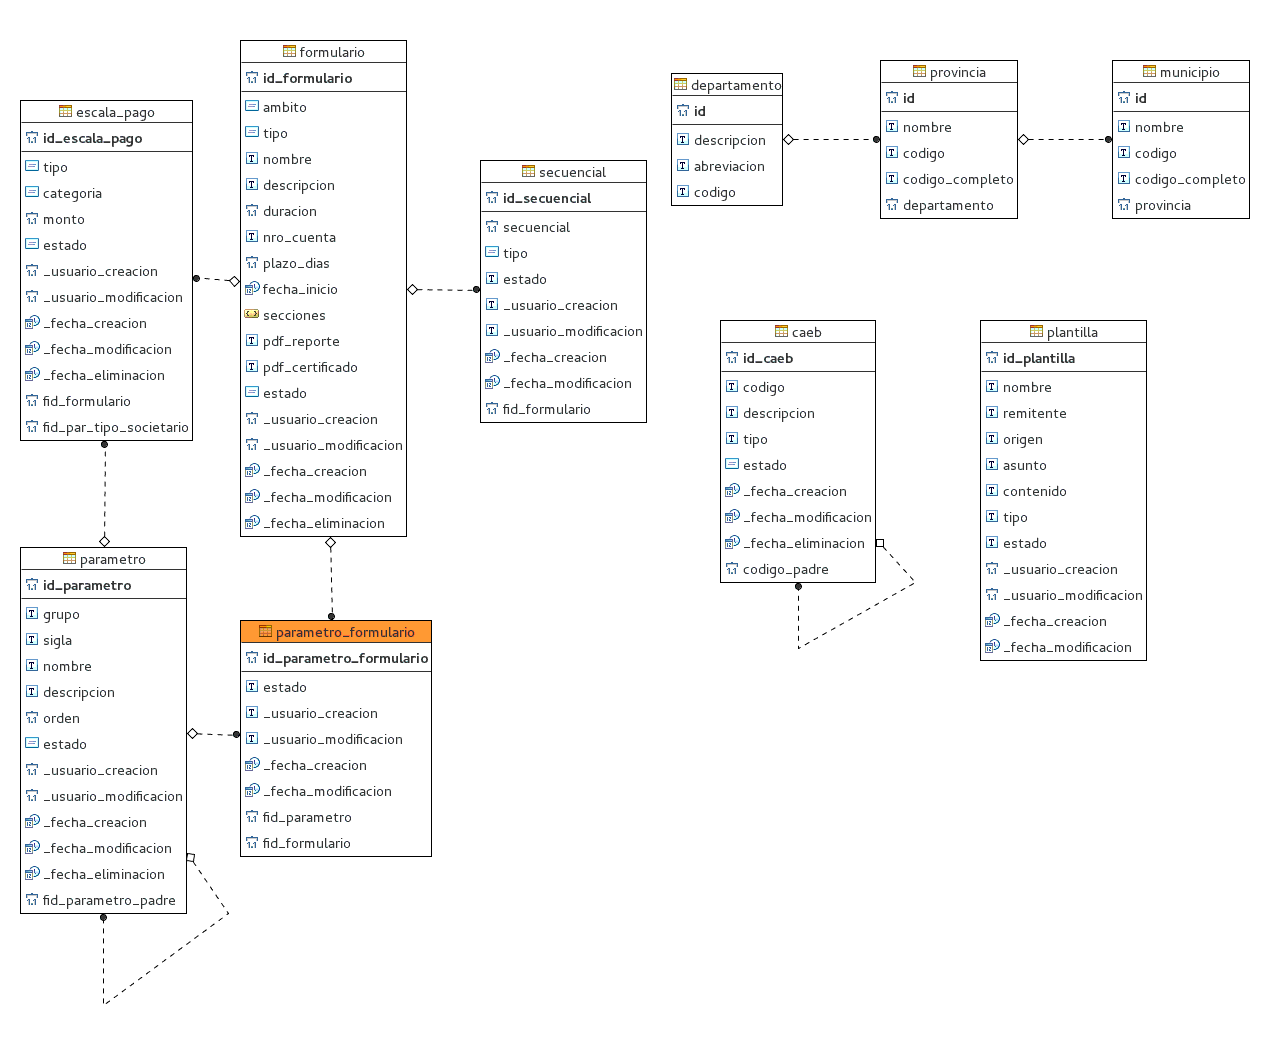 escala_pago
id_escala_pago
tipo
categoria
monto
estado
_usuario_creacion
_usuario_modificacion
_fecha_creacion
_fecha_modificacion
_fecha_eliminacion
fid_formulario
fid_par_tipo_societario
formulario
id_formulario
ambito
tipo
nombre
descripcion
duracion
nro_cuenta
plazo_dias
fecha_inicio
secciones
pdf_reporte
pdf_certificado
estado
_usuario_creacion
_usuario_modificacion
_fecha_creacion
_fecha_modificacion
_fecha_eliminacion
secuencial
id_secuencial
secuencial
tipo
estado
_usuario_creacion
_usuario_modificacion
_fecha_creacion
_fecha_modificacion
fid_formulario
departamento
id
descripcion
abreviacion
codigo
provincia
id
nombre
codigo
codigo_completo
departamento
municipio
id
nombre
codigo
codigo_completo
provincia
parametro
id_parametro
grupo
sigla
nombre
descripcion
orden
estado
_usuario_creacion
_usuario_modificacion
_fecha_creacion
_fecha_modificacion
_fecha_eliminacion
fid_parametro_padre
parametro_formulario
id_parametro_formulario
estado
_usuario_creacion
_usuario_modificacion
_fecha_creacion
_fecha_modificacion
fid_parametro
fid_formulario
caeb
id_caeb
codigo
descripcion
tipo
estado
_fecha_creacion
_fecha_modificacion
_fecha_eliminacion
codigo_padre
plantilla
id_plantilla
nombre
remitente
origen
asunto
contenido
tipo
estado
_usuario_creacion
_usuario_modificacion
_fecha_creacion
_fecha_modificacion